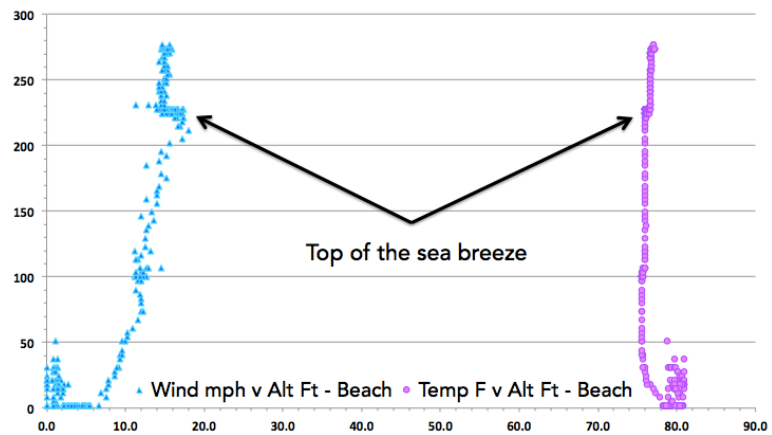 300
250
200
150
100
50
0
Top of the sea breeze
Wind mph v Alt Ft - Beach Temp F v Alt Ft - Beach
0.0 10.0 20.0 30.0 40.0 50.0 60.0 70.0 80.0 90.0